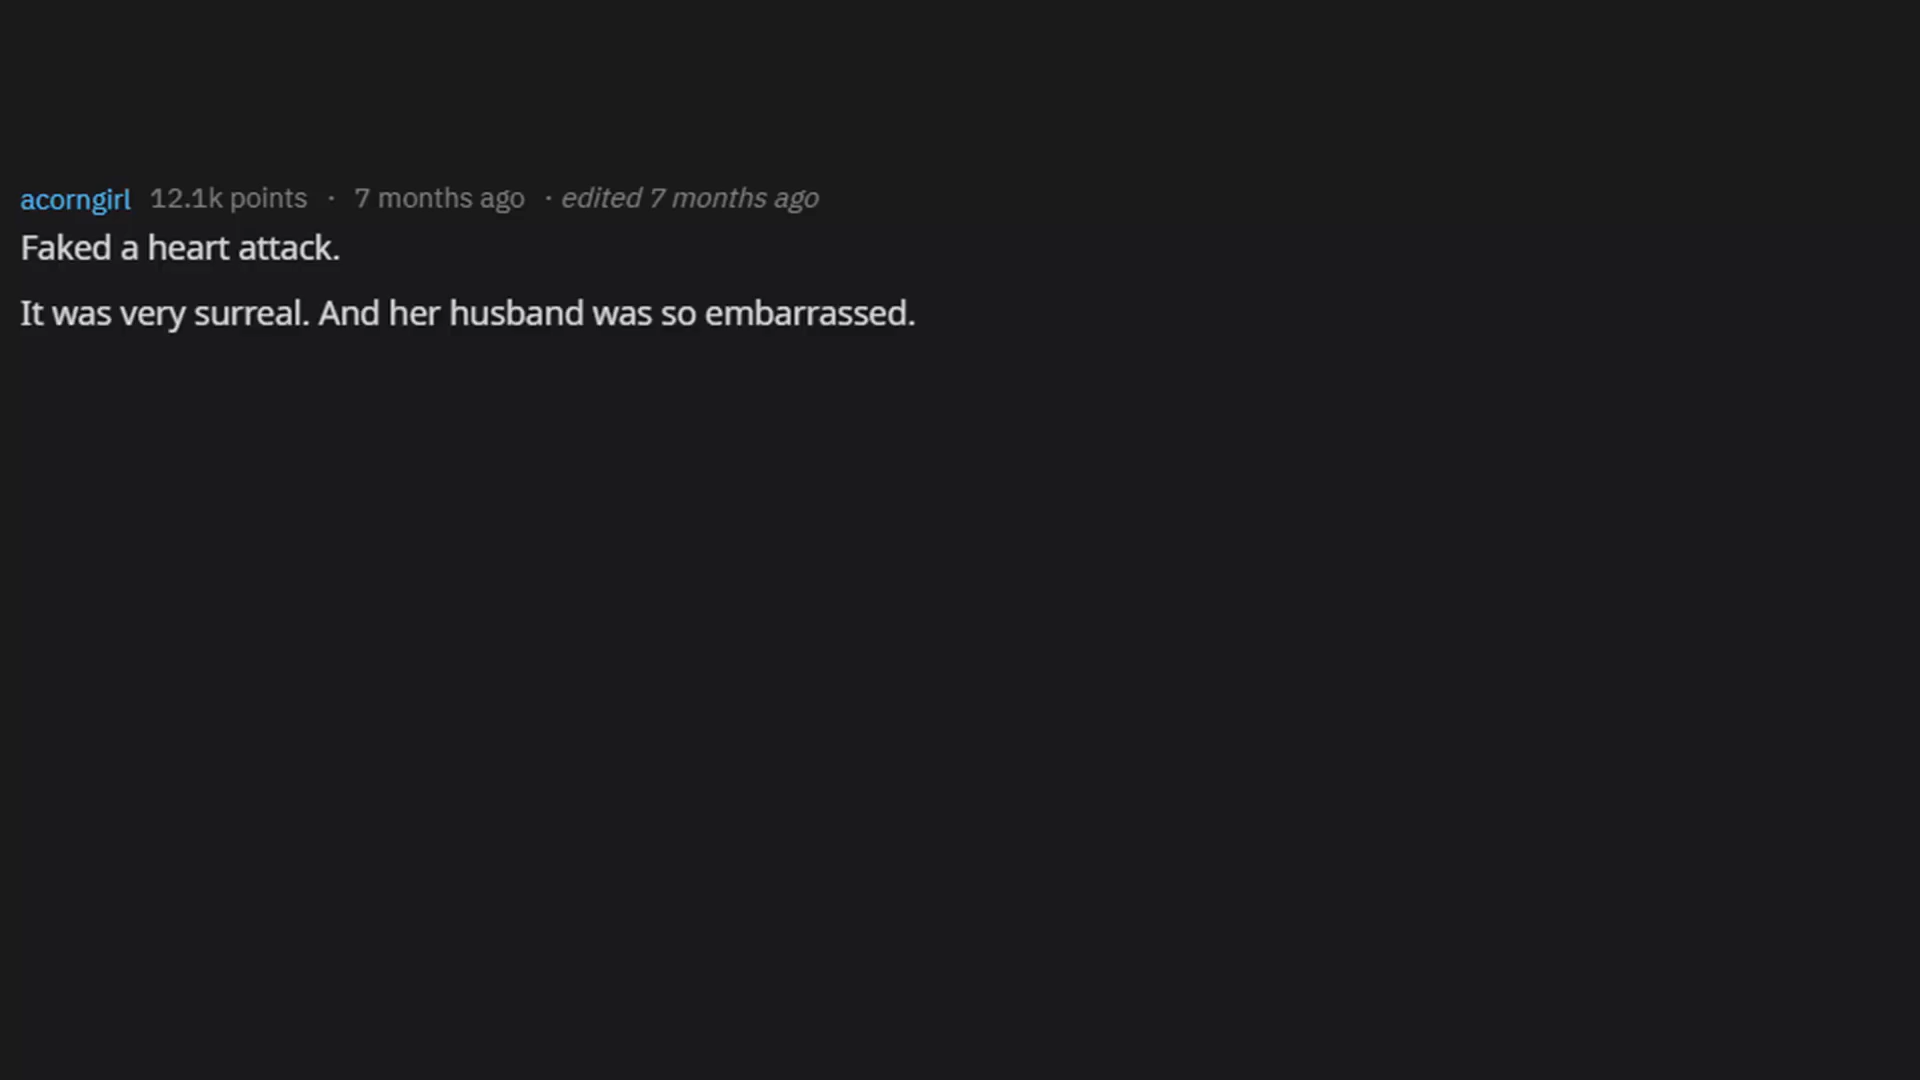 acorngirl 12.1k points · 7 months ago · edited 7 months ago
Faked a heart attack.
It was very surreal. And her husband was so embarrassed.